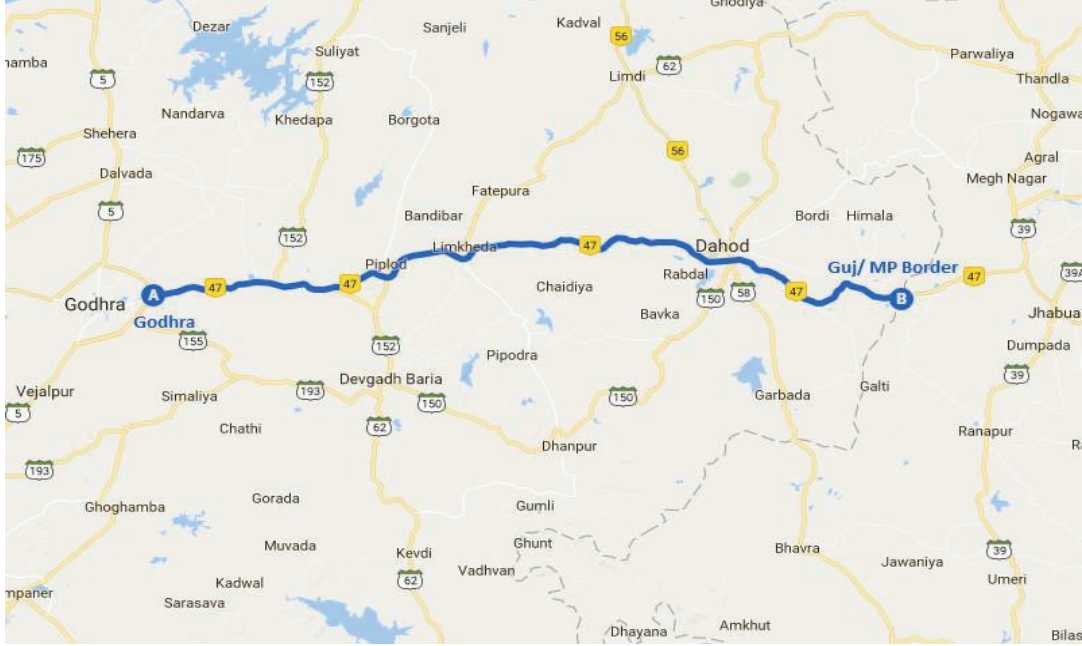 Ghodiya
Dezar
Sanjeli
Kadval
56
Suliyat
Parwaliya
namba
5
152
62
Limdi
Thandla
Nandarva
Khedapa
Borgota
Nogawa
Shehera
56
175
Agral
Dalvada
Megh Nagar
Fatepura
5
Bandibar
Bordi
Himala
39
152
Limkheda
47
Dahod
Piplod
Rabdal
Guj/ MP Border
47
39A
47
47
Chaidiya
150
58
47
B
Godhra
A
Godhra
Bavka
Jhabua
155
152
Pipodra
Dumpada
Vejalpur
Devgadh Baria
39
5
Simaliya
193
150
150
Garbada
Galti
Chathi
62
Ranapur
Dhanpur
193
Ghoghamba
Gorada
Gumli
Muvada
Kevdi
Ghunt
Bhavra
39
Vadhvan
Jawaniya
Kadwal
62
Umeri
mpaner
Sarasava
Dhayana
Amkhut
Bilas